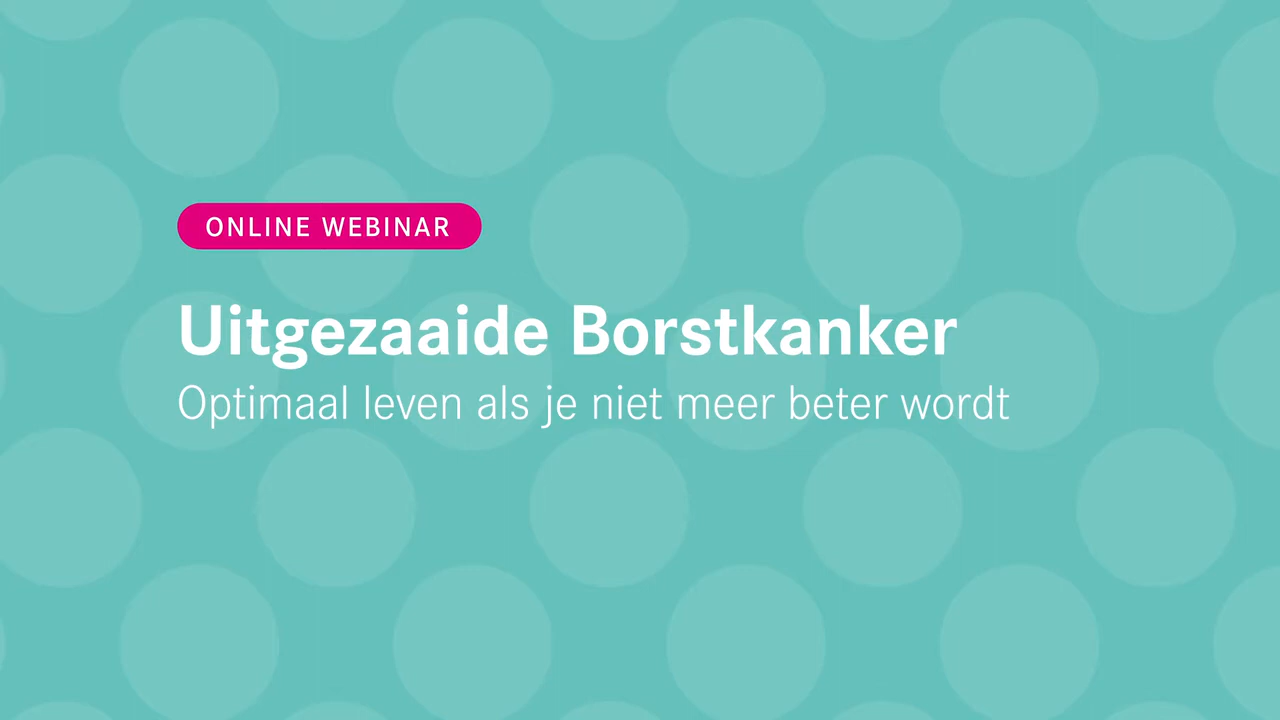 ONLINE WEBINAR
Uitgezaaide Borstkanker
Optimaal leven als je niet meer beter wordt